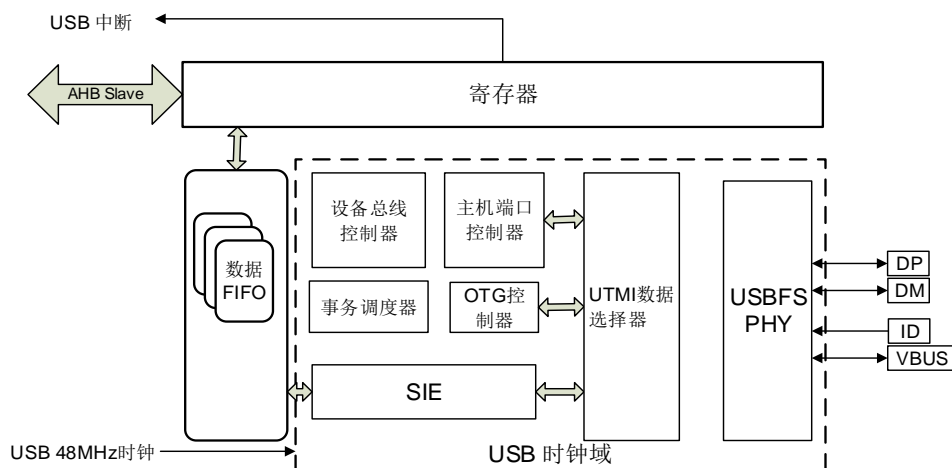 USB 中断
AHB Slave
寄存器
设备总线
控制器
主机端口
控制器
数据
FIFO
事务调度器
OTG控
制器
UTMI数据
选择器
USBFS
PHY
DP
DM
ID
VBUS
SIE
USB 48MHz时钟
USB 时钟域